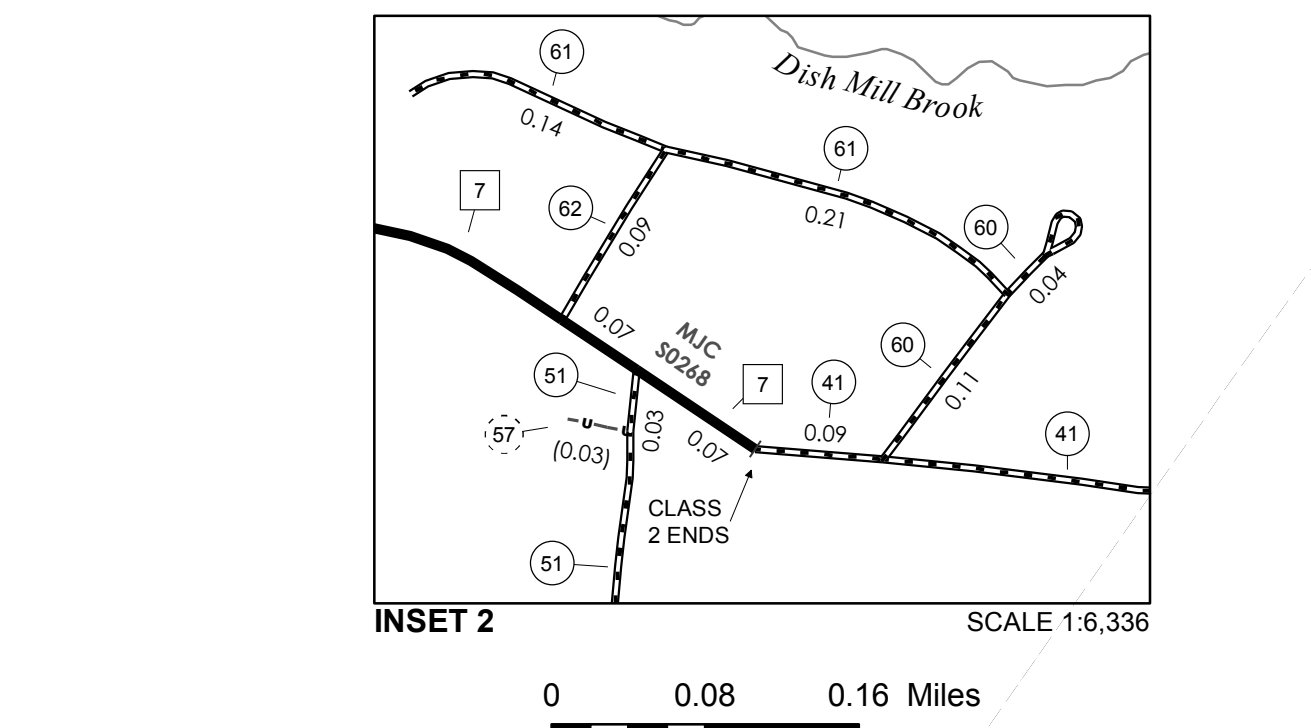 61
Dish Mill Brook
0.14
61
7
62
0.09
0.21
60
0.04
0.07
MJC
S0268
60
0.11
51
7
41
57
U
U
(0.03)
0.03
0.07
0.09
41
CLASS
2 ENDS
51
INSET 2
SCALE 1:6,336
0 0.08 0.16 Miles